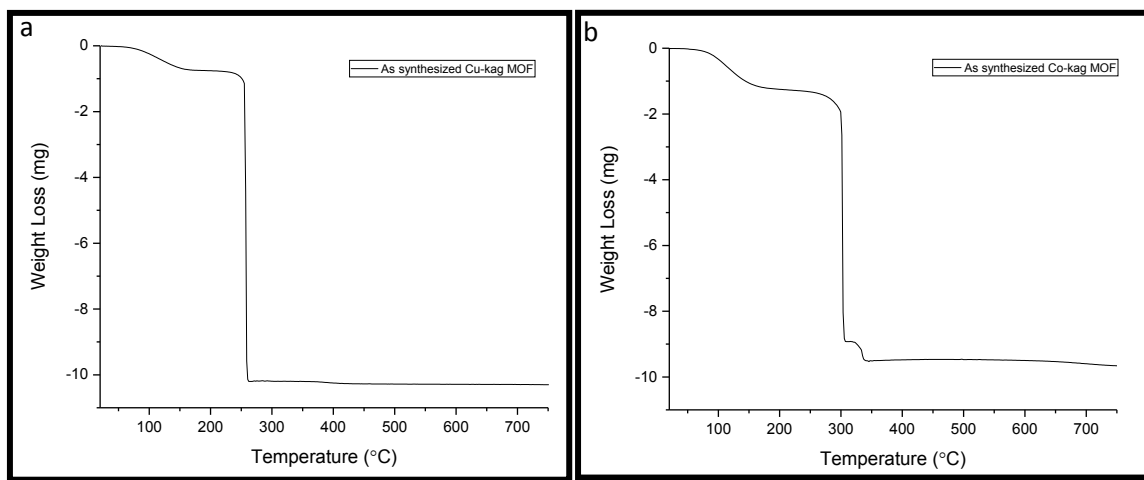 a
0
-2
-4
-6
-8
-10
Weight Loss (mg)
As synthesized Cu-kag MOF
100 200 300 400 500 600 700
Temperature (°C)
b
0
-2
-4
-6
-8
-10
Weight Loss (mg)
As synthesized Co-kag MOF
100 200 300 400 500 600 700
Temperature (°C)